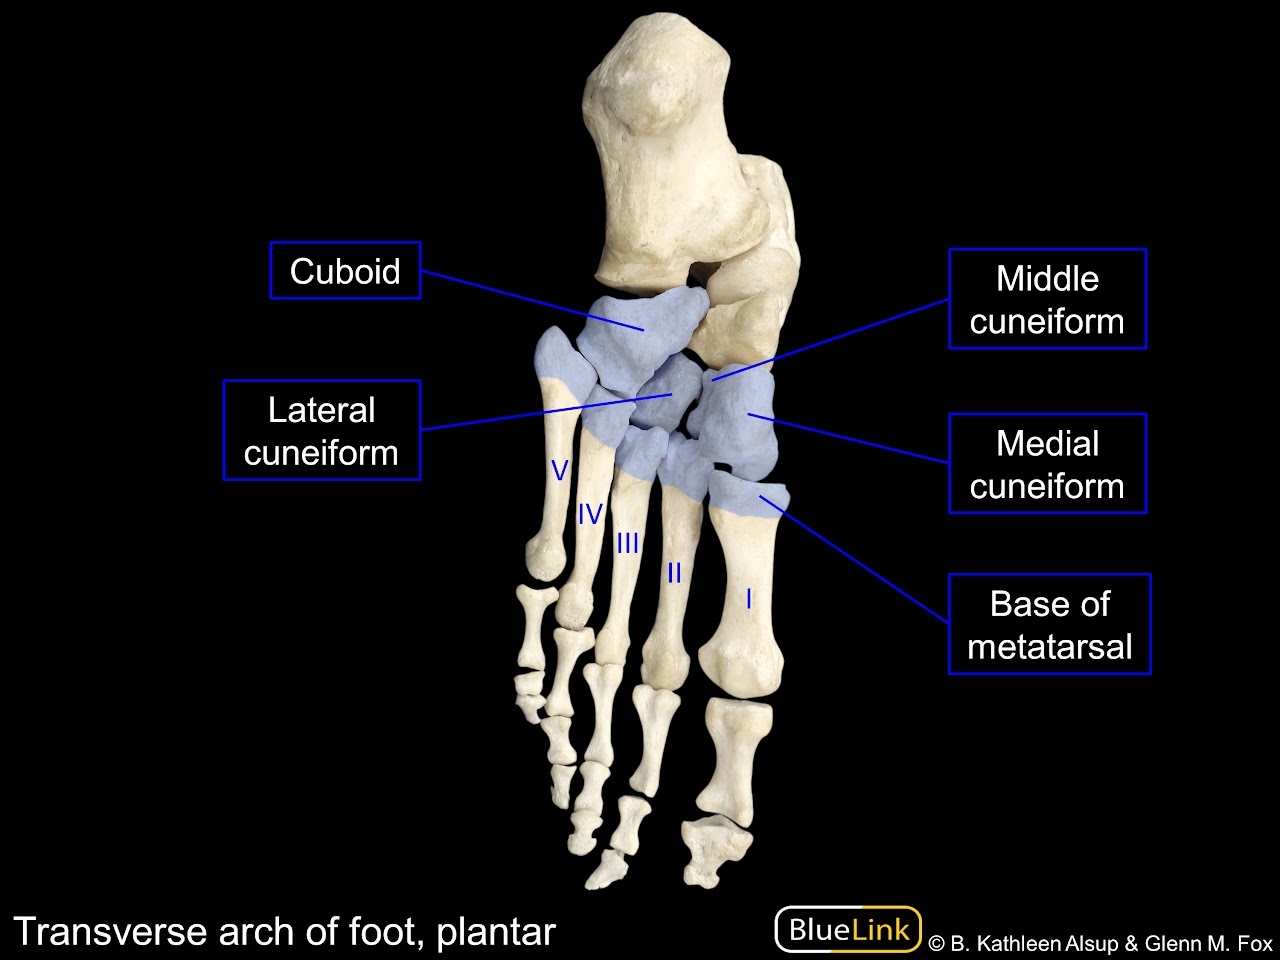 Cuboid
Middle
cuneiform
Lateral
cuneiform
Medial
cuneiform
V
IV
III
II
I
Base of
metatarsal
Transverse arch of foot, plantar
BlueLink
© B. Kathleen Alsup & Glenn M. Fox